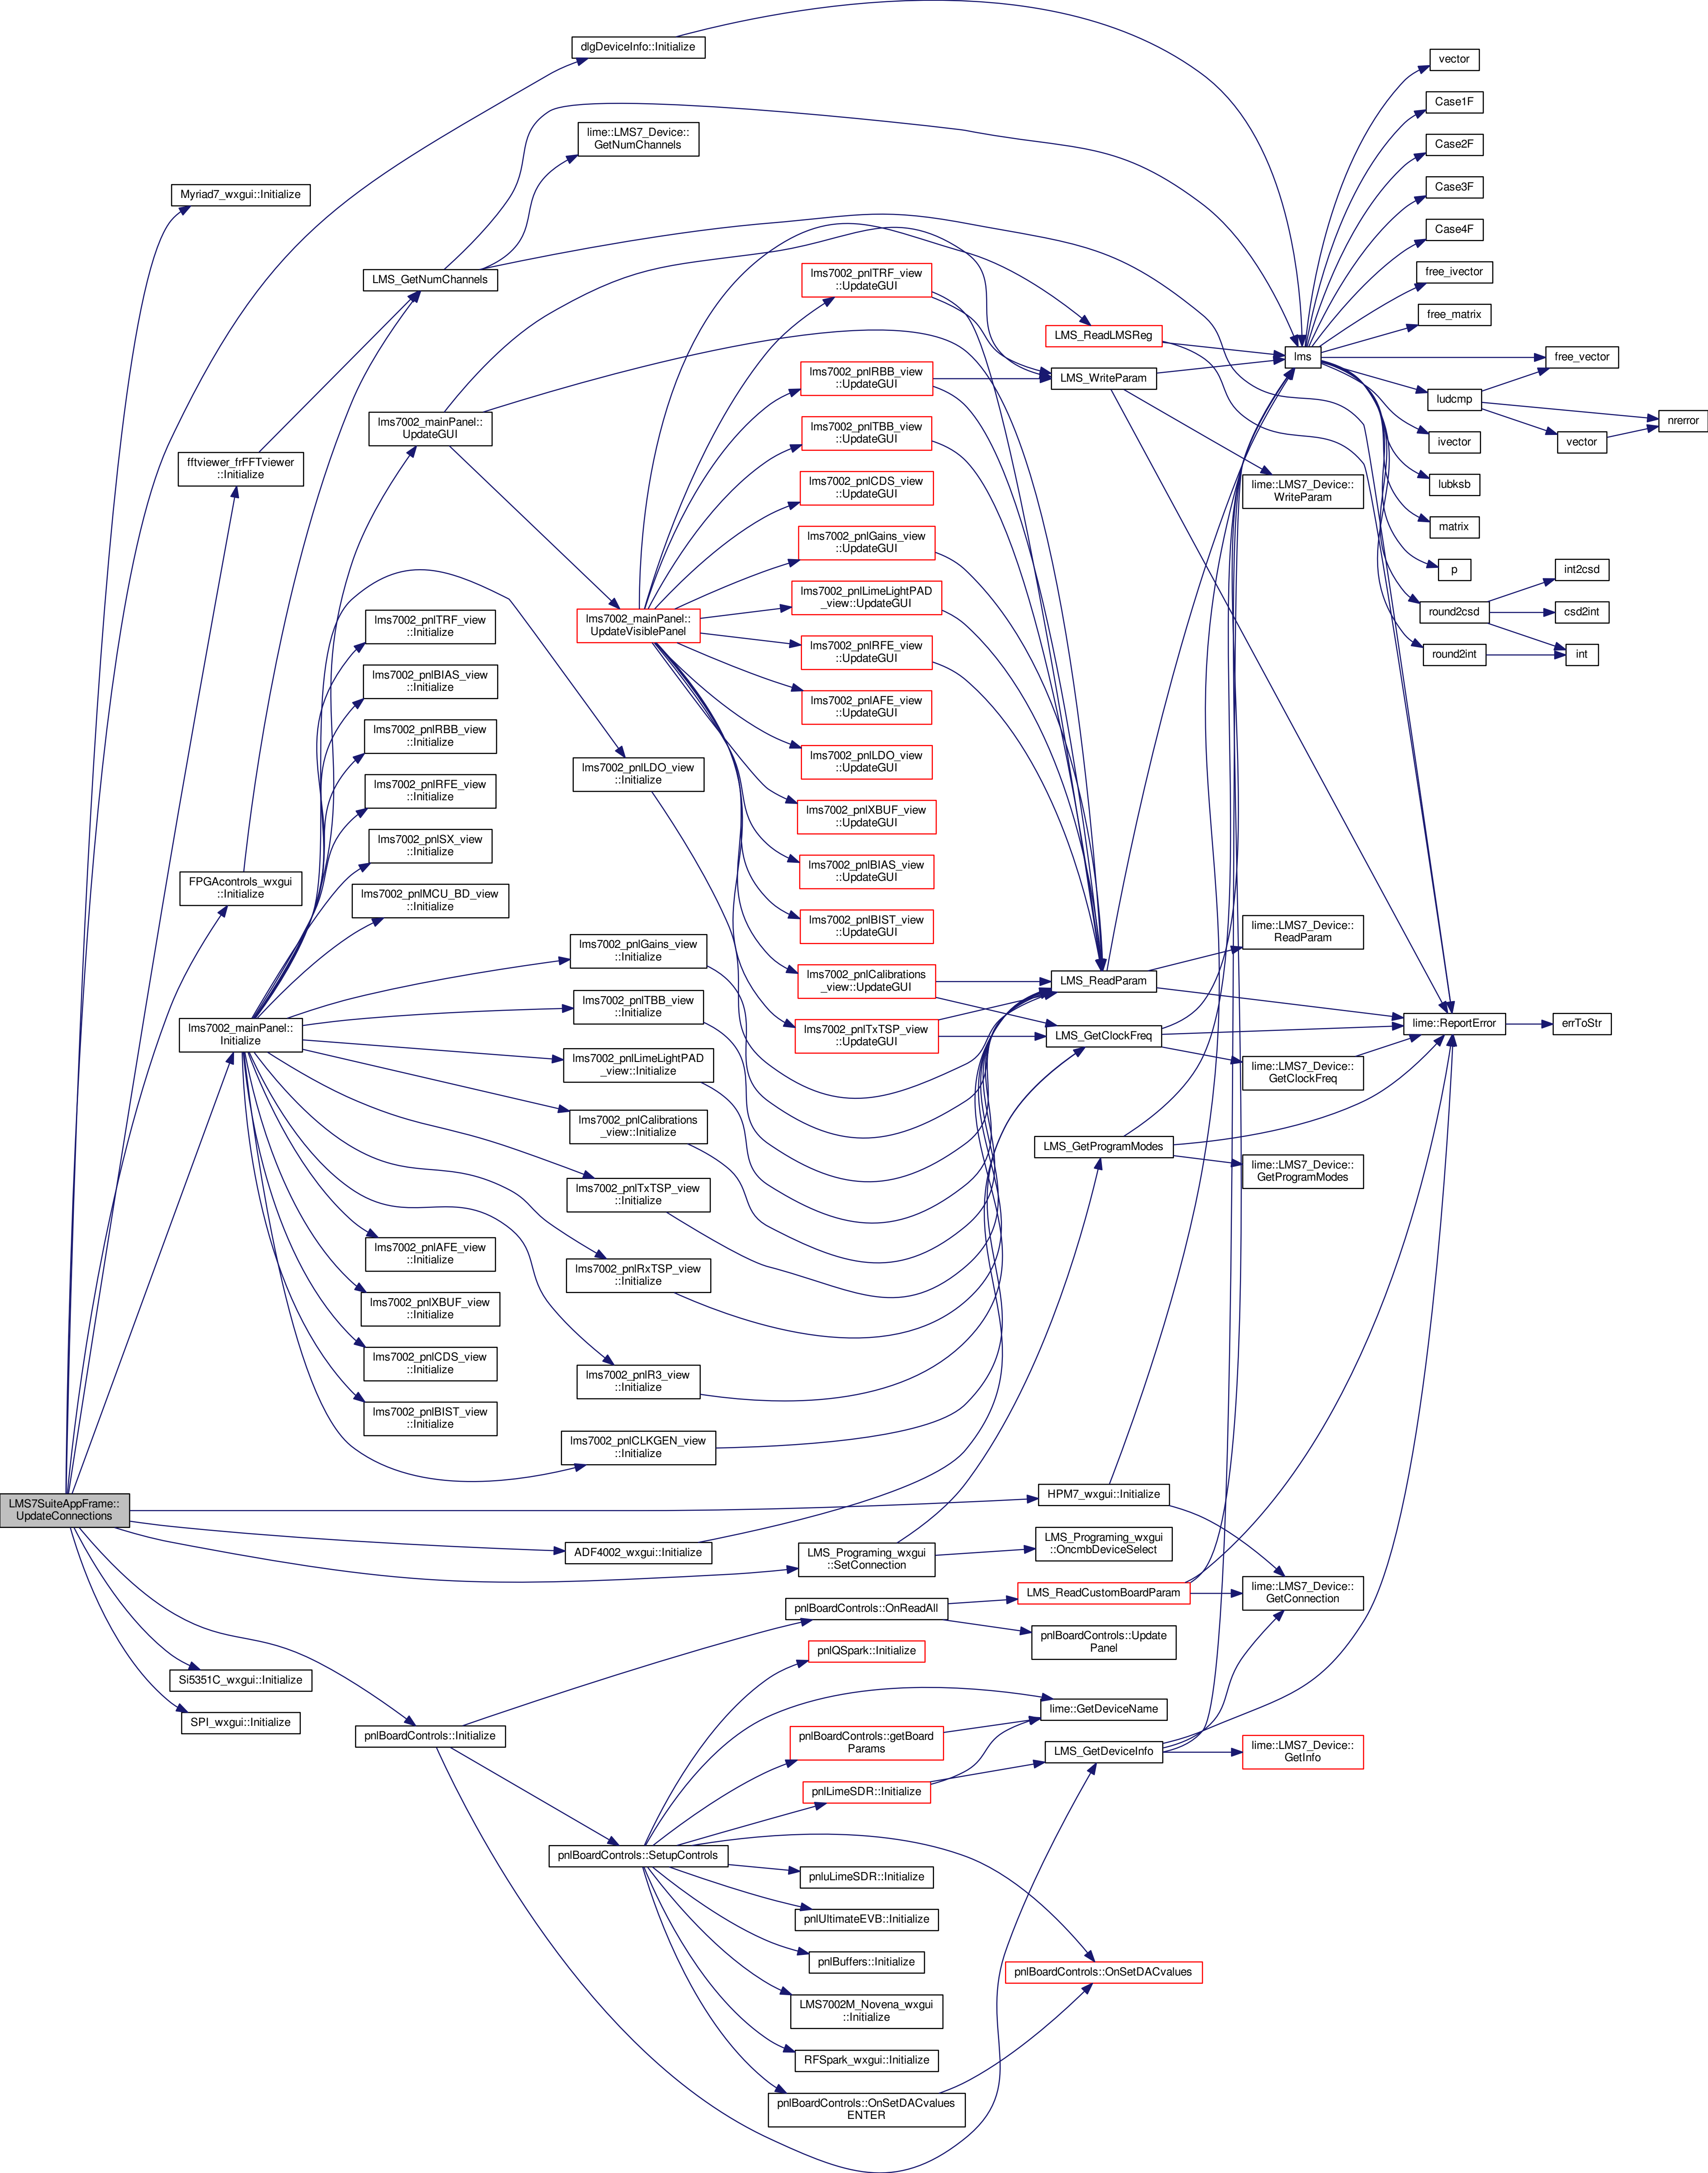 LMS7SuiteAppFrame::
UpdateConnections
Myriad7_wxgui::Initialize
fftviewer_frFFTviewer
::Initialize
FPGAcontrols_wxgui
::Initialize
lms7002_mainPanel::
Initialize
Si5351C_wxgui::Initialize
SPI_wxgui::Initialize
LMS_GetNumChannels
lms7002_mainPanel::
UpdateGUI
lms7002_pnlTRF_view
::Initialize
lms7002_pnlBIAS_view
::Initialize
lms7002_pnlRBB_view
::Initialize
lms7002_pnlRFE_view
::Initialize
lms7002_pnlSX_view
::Initialize
lms7002_pnlMCU_BD_view
::Initialize
lms7002_pnlAFE_view
::Initialize
lms7002_pnlXBUF_view
::Initialize
lms7002_pnlCDS_view
::Initialize
lms7002_pnlBIST_view
::Initialize
pnlBoardControls::Initialize
dlgDeviceInfo::Initialize
lime::LMS7_Device::
GetNumChannels
lms7002_mainPanel::
UpdateVisiblePanel
lms7002_pnlLDO_view
::Initialize
lms7002_pnlGains_view
::Initialize
lms7002_pnlTBB_view
::Initialize
lms7002_pnlLimeLightPAD
_view::Initialize
lms7002_pnlCalibrations
_view::Initialize
lms7002_pnlTxTSP_view
::Initialize
lms7002_pnlRxTSP_view
::Initialize
lms7002_pnlR3_view
::Initialize
lms7002_pnlCLKGEN_view
::Initialize
ADF4002_wxgui::Initialize
pnlBoardControls::SetupControls
lms7002_pnlTRF_view
::UpdateGUI
lms7002_pnlRBB_view
::UpdateGUI
lms7002_pnlTBB_view
::UpdateGUI
lms7002_pnlCDS_view
::UpdateGUI
lms7002_pnlGains_view
::UpdateGUI
lms7002_pnlLimeLightPAD
_view::UpdateGUI
lms7002_pnlRFE_view
::UpdateGUI
lms7002_pnlAFE_view
::UpdateGUI
lms7002_pnlLDO_view
::UpdateGUI
lms7002_pnlXBUF_view
::UpdateGUI
lms7002_pnlBIAS_view
::UpdateGUI
lms7002_pnlBIST_view
::UpdateGUI
lms7002_pnlCalibrations
_view::UpdateGUI
lms7002_pnlTxTSP_view
::UpdateGUI
LMS_Programing_wxgui
::SetConnection
pnlBoardControls::OnReadAll
pnlQSpark::Initialize
pnlBoardControls::getBoard
Params
pnlLimeSDR::Initialize
pnluLimeSDR::Initialize
pnlUltimateEVB::Initialize
pnlBuffers::Initialize
LMS7002M_Novena_wxgui
::Initialize
RFSpark_wxgui::Initialize
pnlBoardControls::OnSetDACvalues
ENTER
LMS_ReadLMSReg
LMS_WriteParam
LMS_ReadParam
LMS_GetClockFreq
LMS_GetProgramModes
HPM7_wxgui::Initialize
LMS_Programing_wxgui
::OncmbDeviceSelect
LMS_ReadCustomBoardParam
pnlBoardControls::Update
Panel
lime::GetDeviceName
LMS_GetDeviceInfo
pnlBoardControls::OnSetDACvalues
lms
lime::LMS7_Device::
WriteParam
lime::LMS7_Device::
ReadParam
lime::LMS7_Device::
GetClockFreq
lime::LMS7_Device::
GetProgramModes
lime::LMS7_Device::
GetConnection
lime::LMS7_Device::
GetInfo
vector
Case1F
Case2F
Case3F
Case4F
free_ivector
free_matrix
ludcmp
ivector
lubksb
matrix
p
round2csd
round2int
lime::ReportError
free_vector
vector
int2csd
csd2int
int
errToStr
nrerror